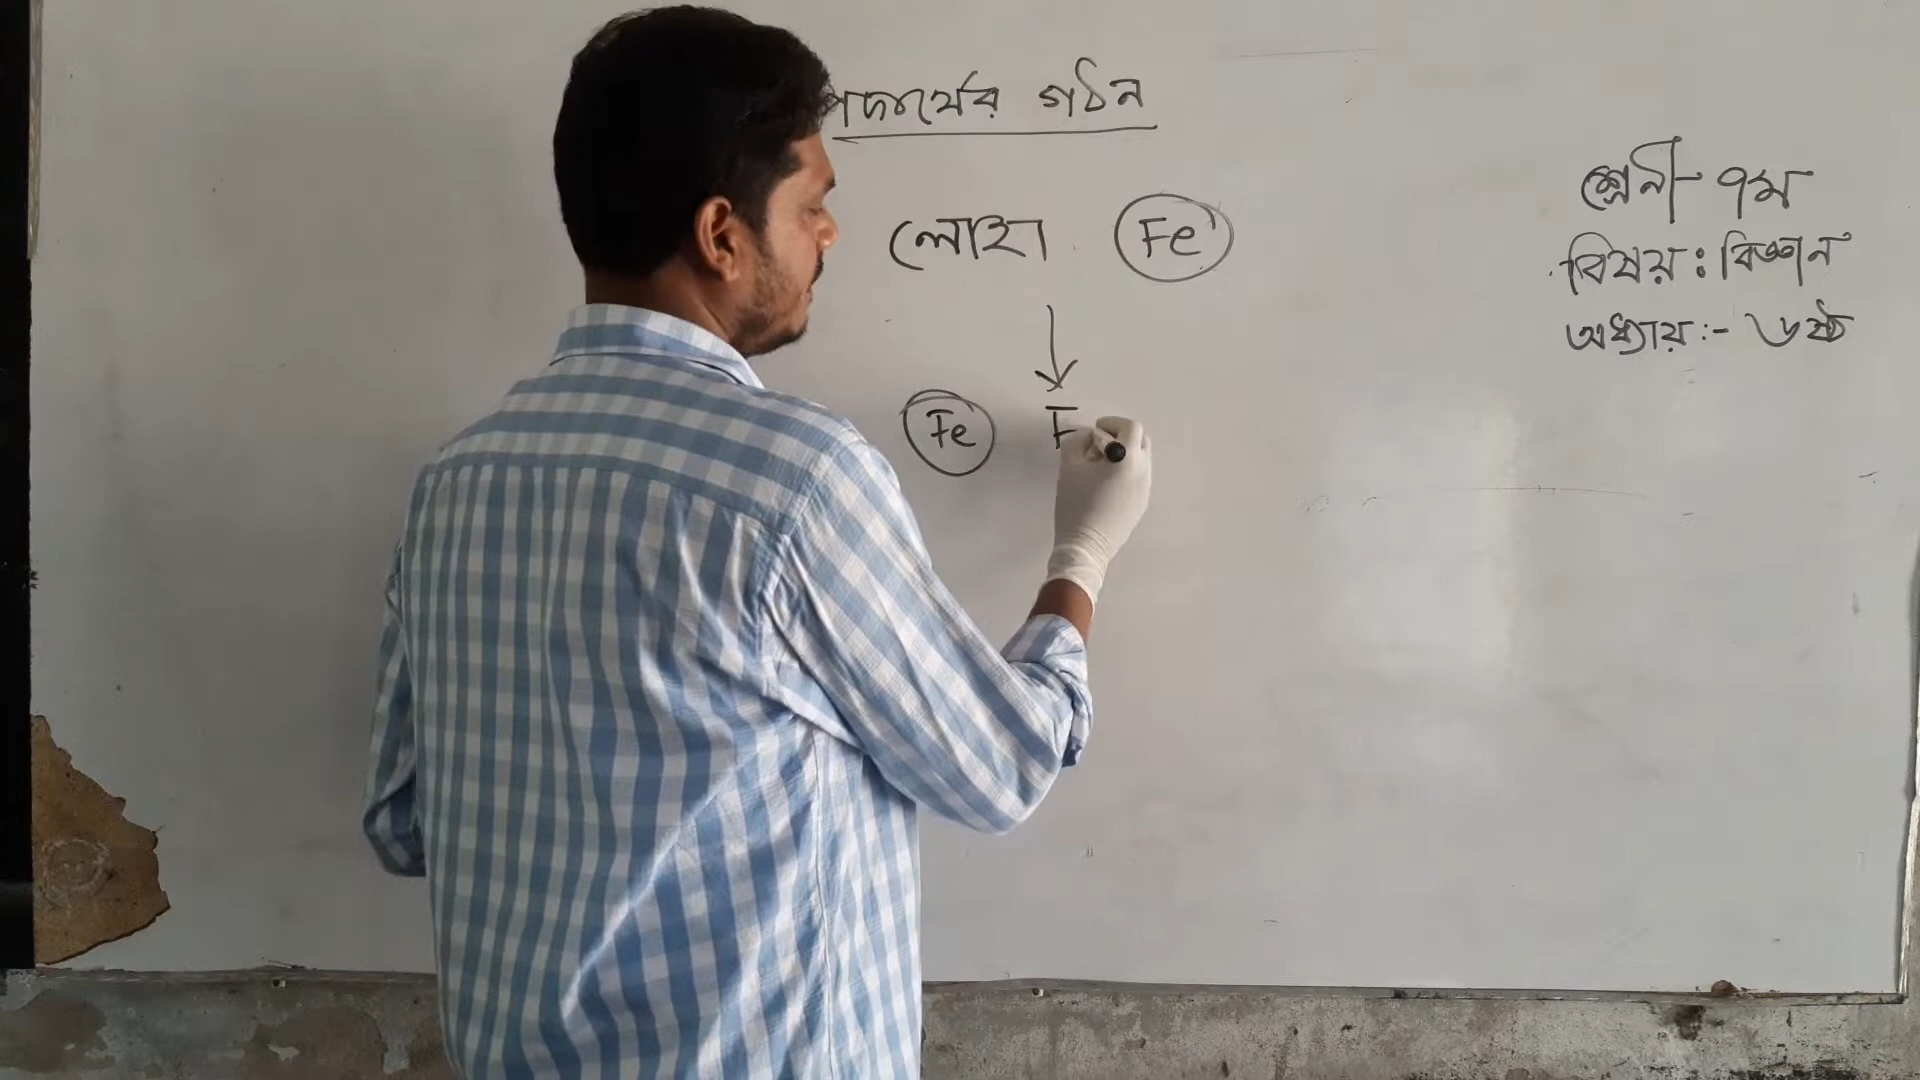 পদার্থের গঠন
লোহা Fe
Fe F
শ্রেনী- ৭ম
বিষয় : বিজ্ঞান
অধ্যায় :- ৬ষ্ঠ